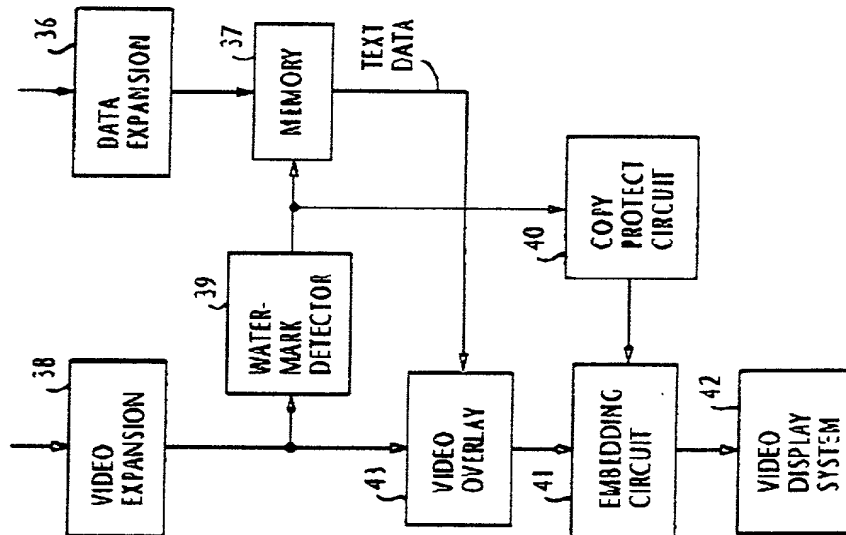 36
DATA
EXPANSION
37
MEMORY
TEXT
DATA
38
VIDEO
EXPANSION
39
WATER-
MARK
DETECTOR
40
COPY
PROTECT
CIRCUIT
43
VIDEO
OVERLAY
41
EMBEDDING
CIRCUIT
42
VIDEO
DISPLAY
SYSTEM